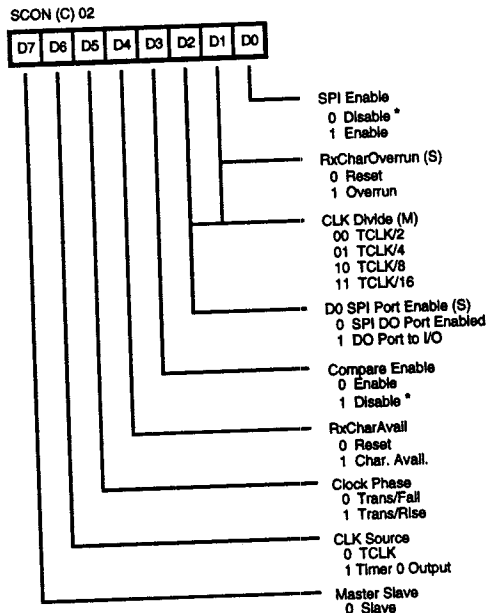 SCON (C) 02
D7 D6 D5 D4 D3 D2 D1 D0
SPI Enable
0 Disable *
1 Enable
RxCharOverrun (S)
0 Reset
1 Overrun
CLK Divide (M)
00 TCLK/2
01 TCLK/4
10 TCLK/8
11 TCLK/16
D0 SPI Port Enable (S)
0 SPI DO Port Enabled
1 DO Port to I/O
Compare Enable
0 Enable
1 Disable *
RxCharAvail
0 Reset
1 Char. Avail.
Clock Phase
0 Trans/Fall
1 Trans/Rise
CLK Source
0 TCLK
1 Timer 0 Output
Master Slave
0 Slave